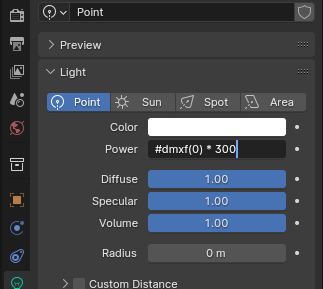 Point
Preview
Light
Point Sun Spot Area
Color
Power #dmxf(0) * 300
Diffuse 1.00
Specular 1.00
Volume 1.00
Radius 0 m
Custom Distance